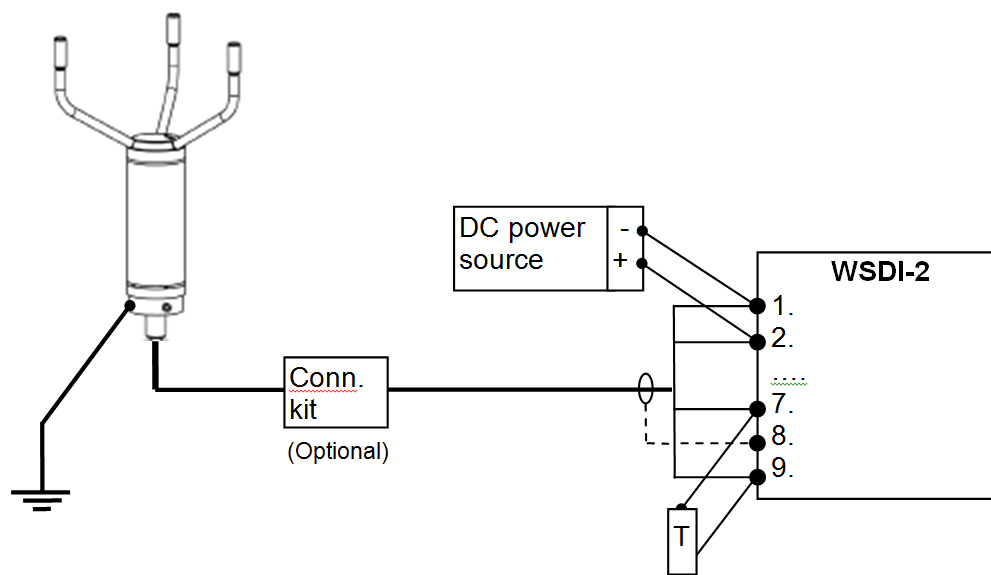 DC power
source
-
+
WSDI-2
1.
2.
....
7.
8.
9.
Conn.
kit
(Optional)
T